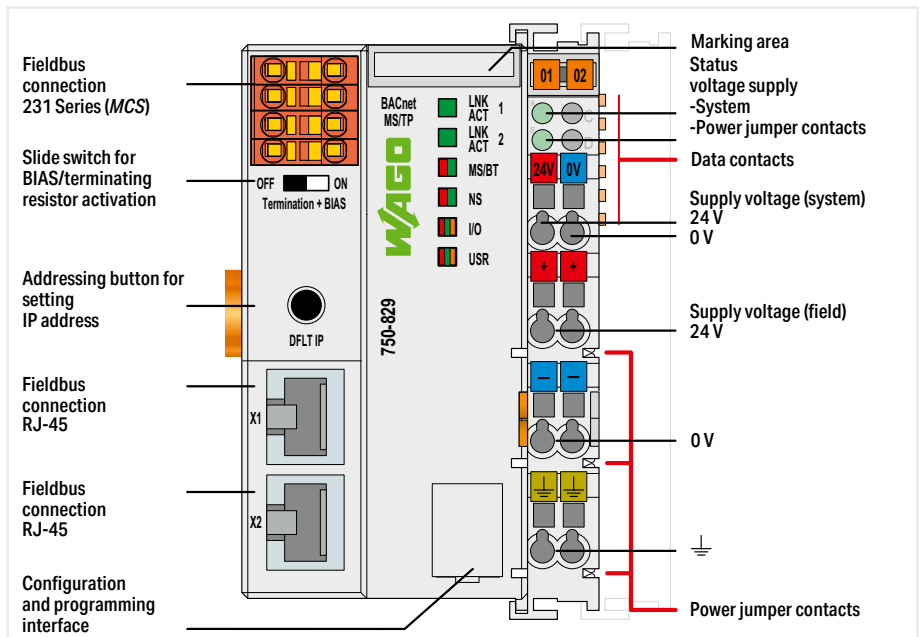 Fieldbus
connection
231 Series (MCS)
Slide switch for
BIAS/terminating
resistor activation
Addressing button for
setting
IP address
Fieldbus
connection
RJ-45
Fieldbus
connection
RJ-45
Configuration
and programming
interface
OFF ON
Termination + BIAS
DFLT IP
X1
X2
BACnet
MS/TP
WAGO
750-829
LNK
ACT 1
LNK
ACT 2
MS/BT
NS
I/O
USR
01 02
C
D
24V 0V
+ +
— —
Marking area
Status
voltage supply
-System
-Power jumper contacts
Data contacts
Supply voltage (system)
24 V
0 V
Supply voltage (field)
24 V
0 V
Power jumper contacts